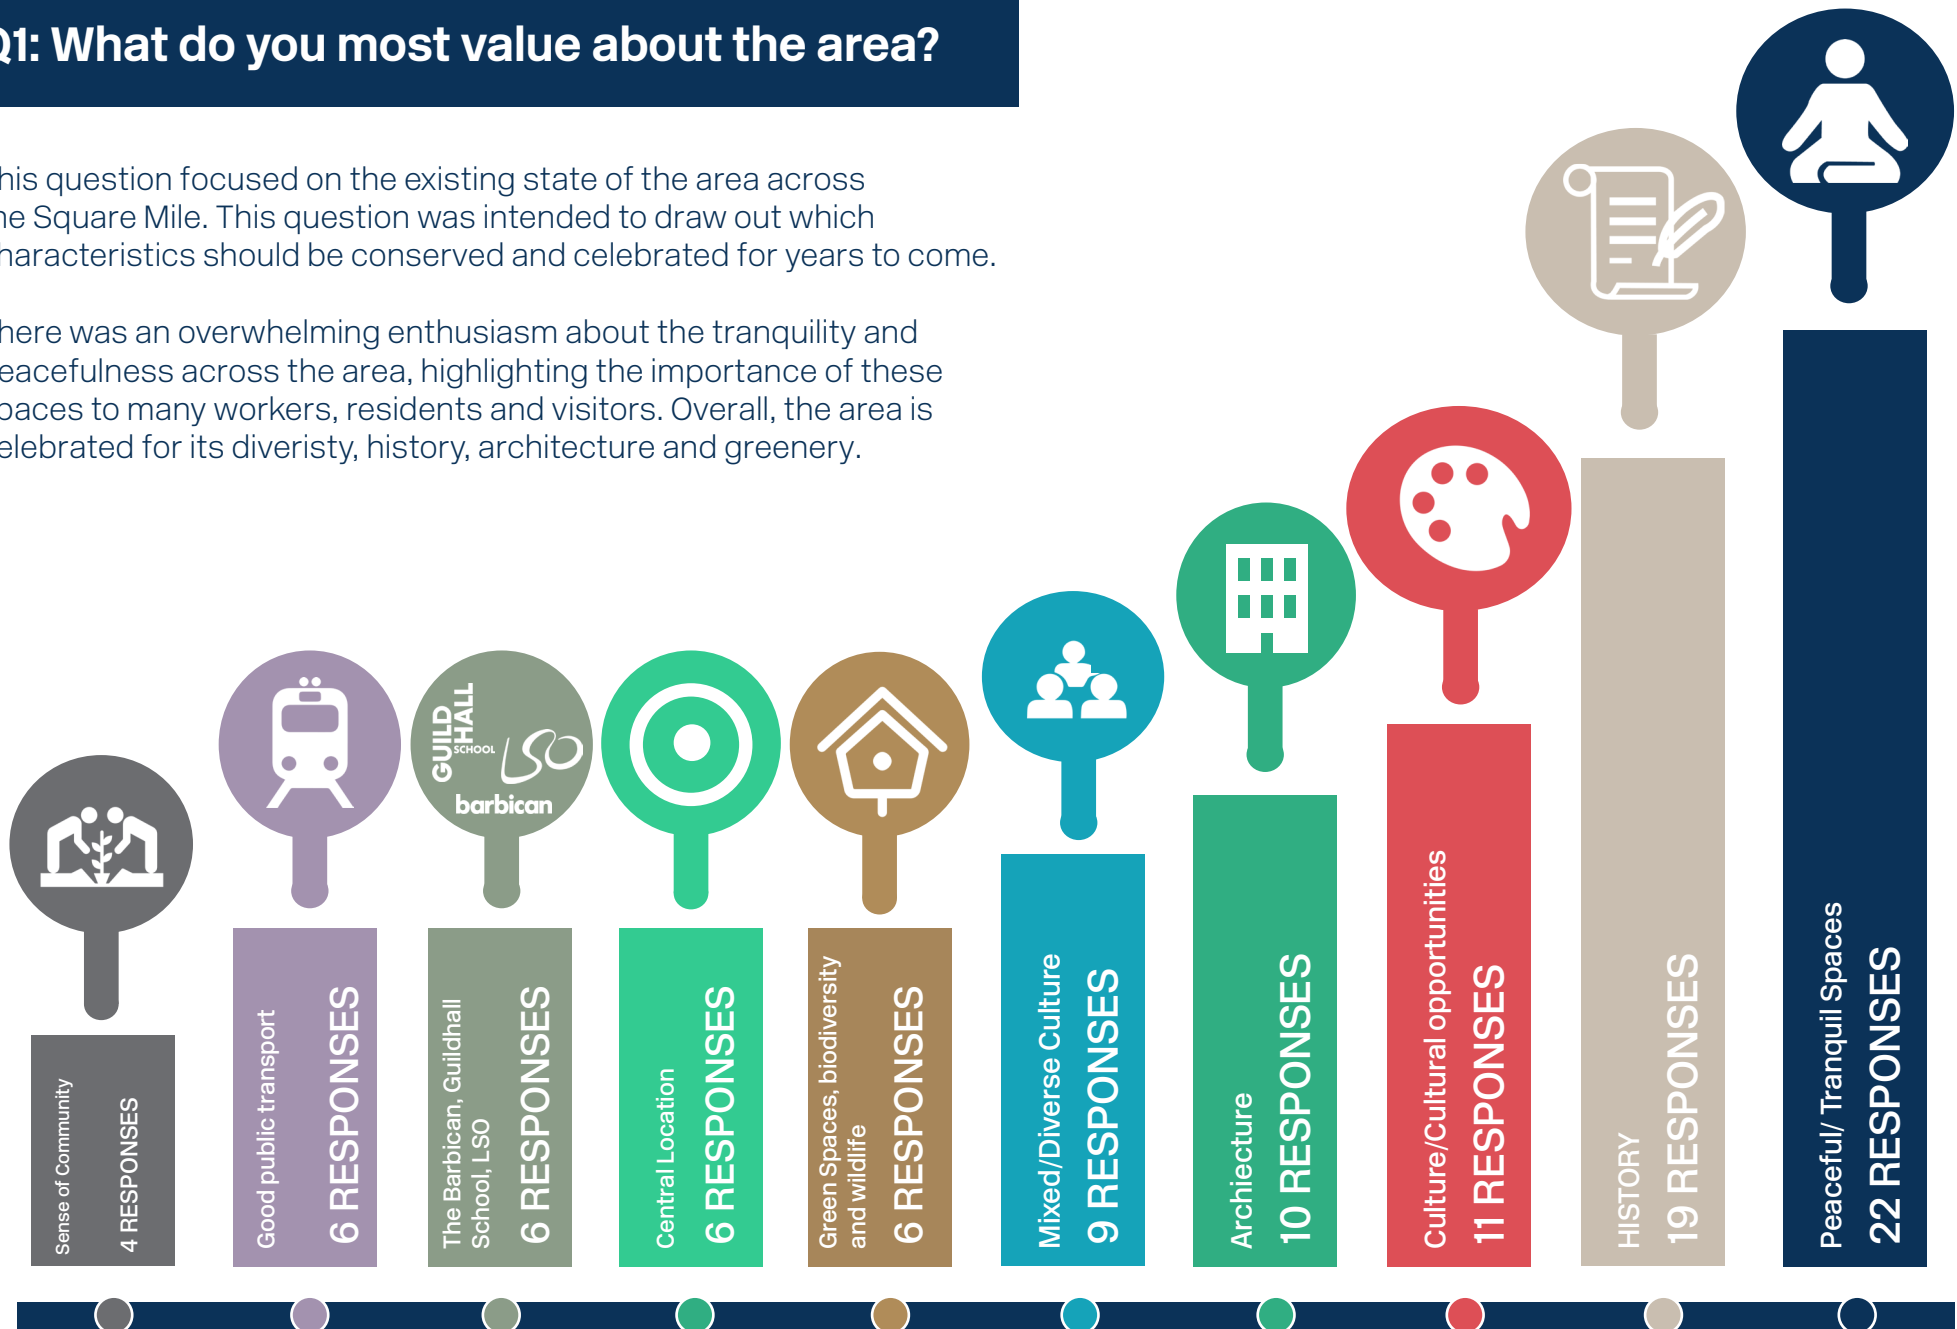 Q1: What do you most value about the area?
his question focused on the existing state of the area across
he Square Mile. This question was intended to draw out which
haracteristics should be conserved and celebrated for years to come.
here was an overwhelming enthusiasm about the tranquility and
eacefulness across the area, highlighting the importance of these
paces to many workers, residents and visitors. Overall, the area is
elebrated for its diveristy, history, architecture and greenery.
GUILD
HALL
SCHOOL
LSO
barbican
Sense of Community
4 RESPONSES
Good public transport
6 RESPONSES
The Barbican, Guildhall
School, LSO
6 RESPONSES
Central Location
6 RESPONSES
Green Spaces, biodiversity
and wildlife
6 RESPONSES
Mixed/Diverse Culture
9 RESPONSES
Archiecture
10 RESPONSES
Culture/Cultural opportunities
11 RESPONSES
HISTORY
19 RESPONSES
Peaceful/ Tranquil Spaces
22 RESPONSES